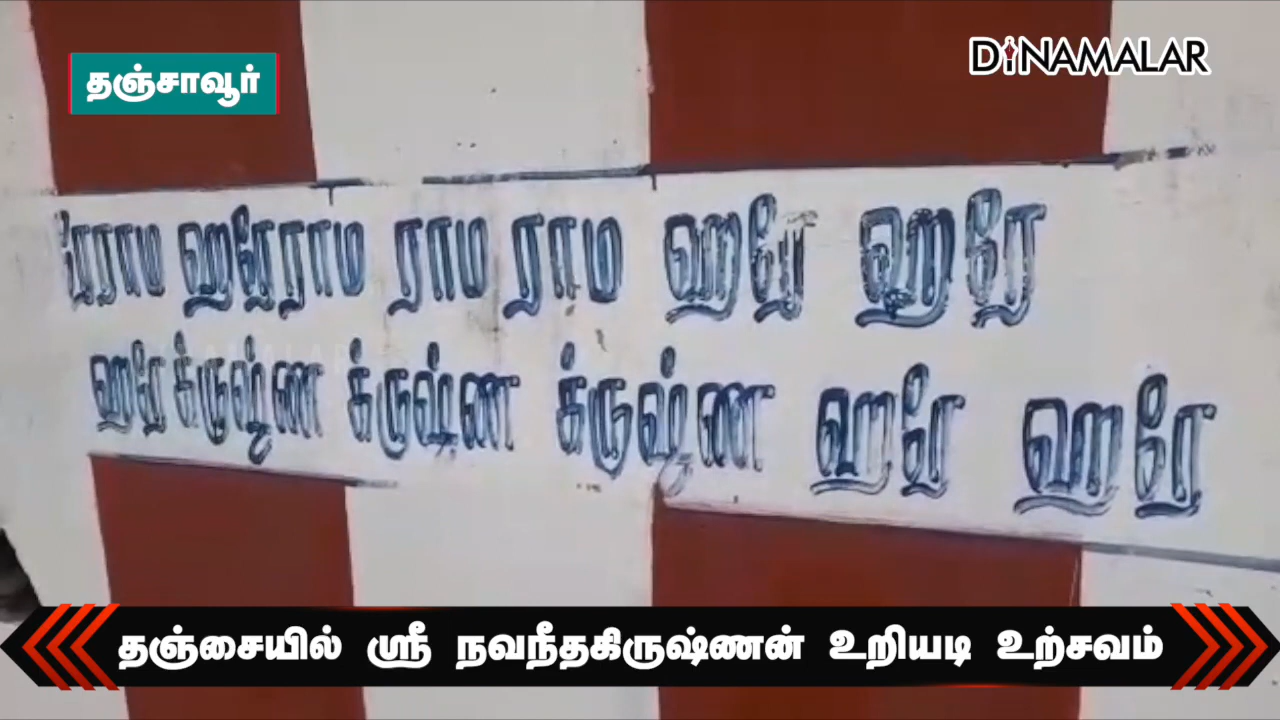 தஞ்சாவூர்
DINAMALAR
ஹரேராம ராம ராம ஹரே ஹரே
ஹரே க்ருஷ்ண க்ருஷ்ண க்ருஷ்ண ஹரே ஹரே
தஞ்சையில் ஸ்ரீ நவநீதகிருஷ்ணன் உறியடி உற்சவம்